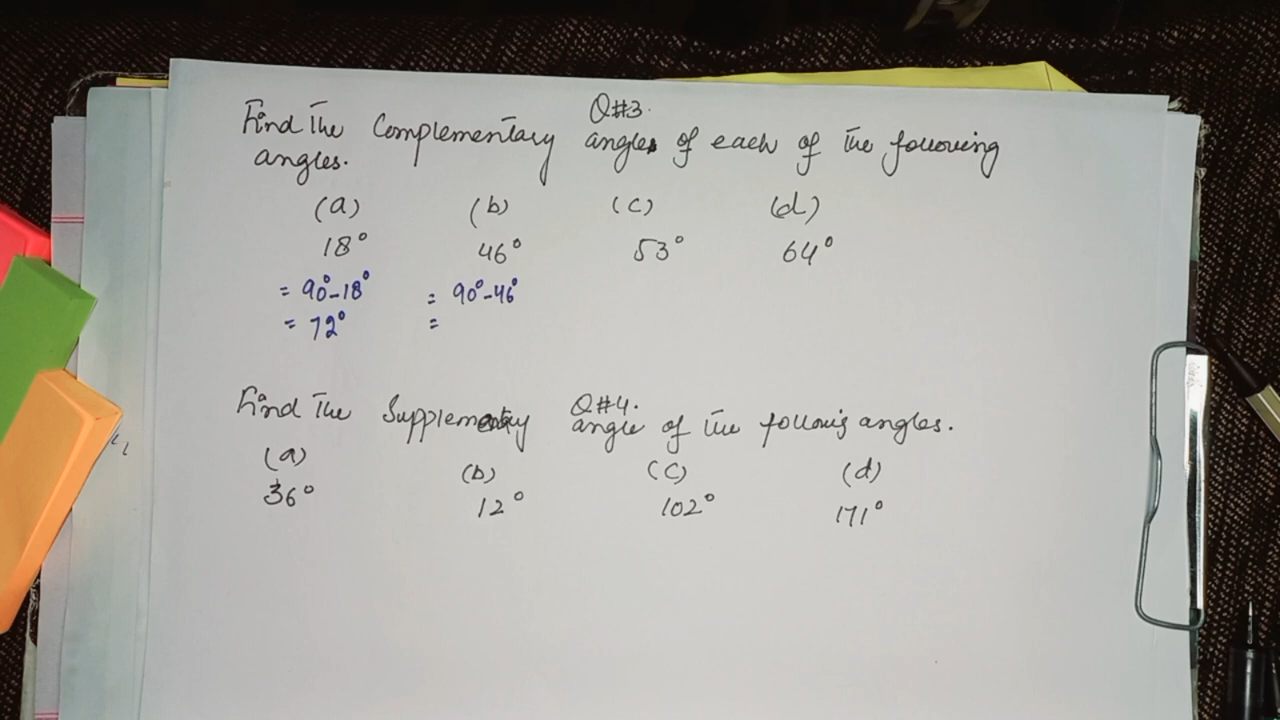 Q#3.
Find The Complementary angles of each of the following
angles.
(a) (b) (c) (d)
18° 46° 53° 64°
= 90°-18° = 90°-46°
= 72° =
Q#4.
Find The Supplementary angle of the following angles.
(a) (b) (c) (d)
36° 12° 102° 171°